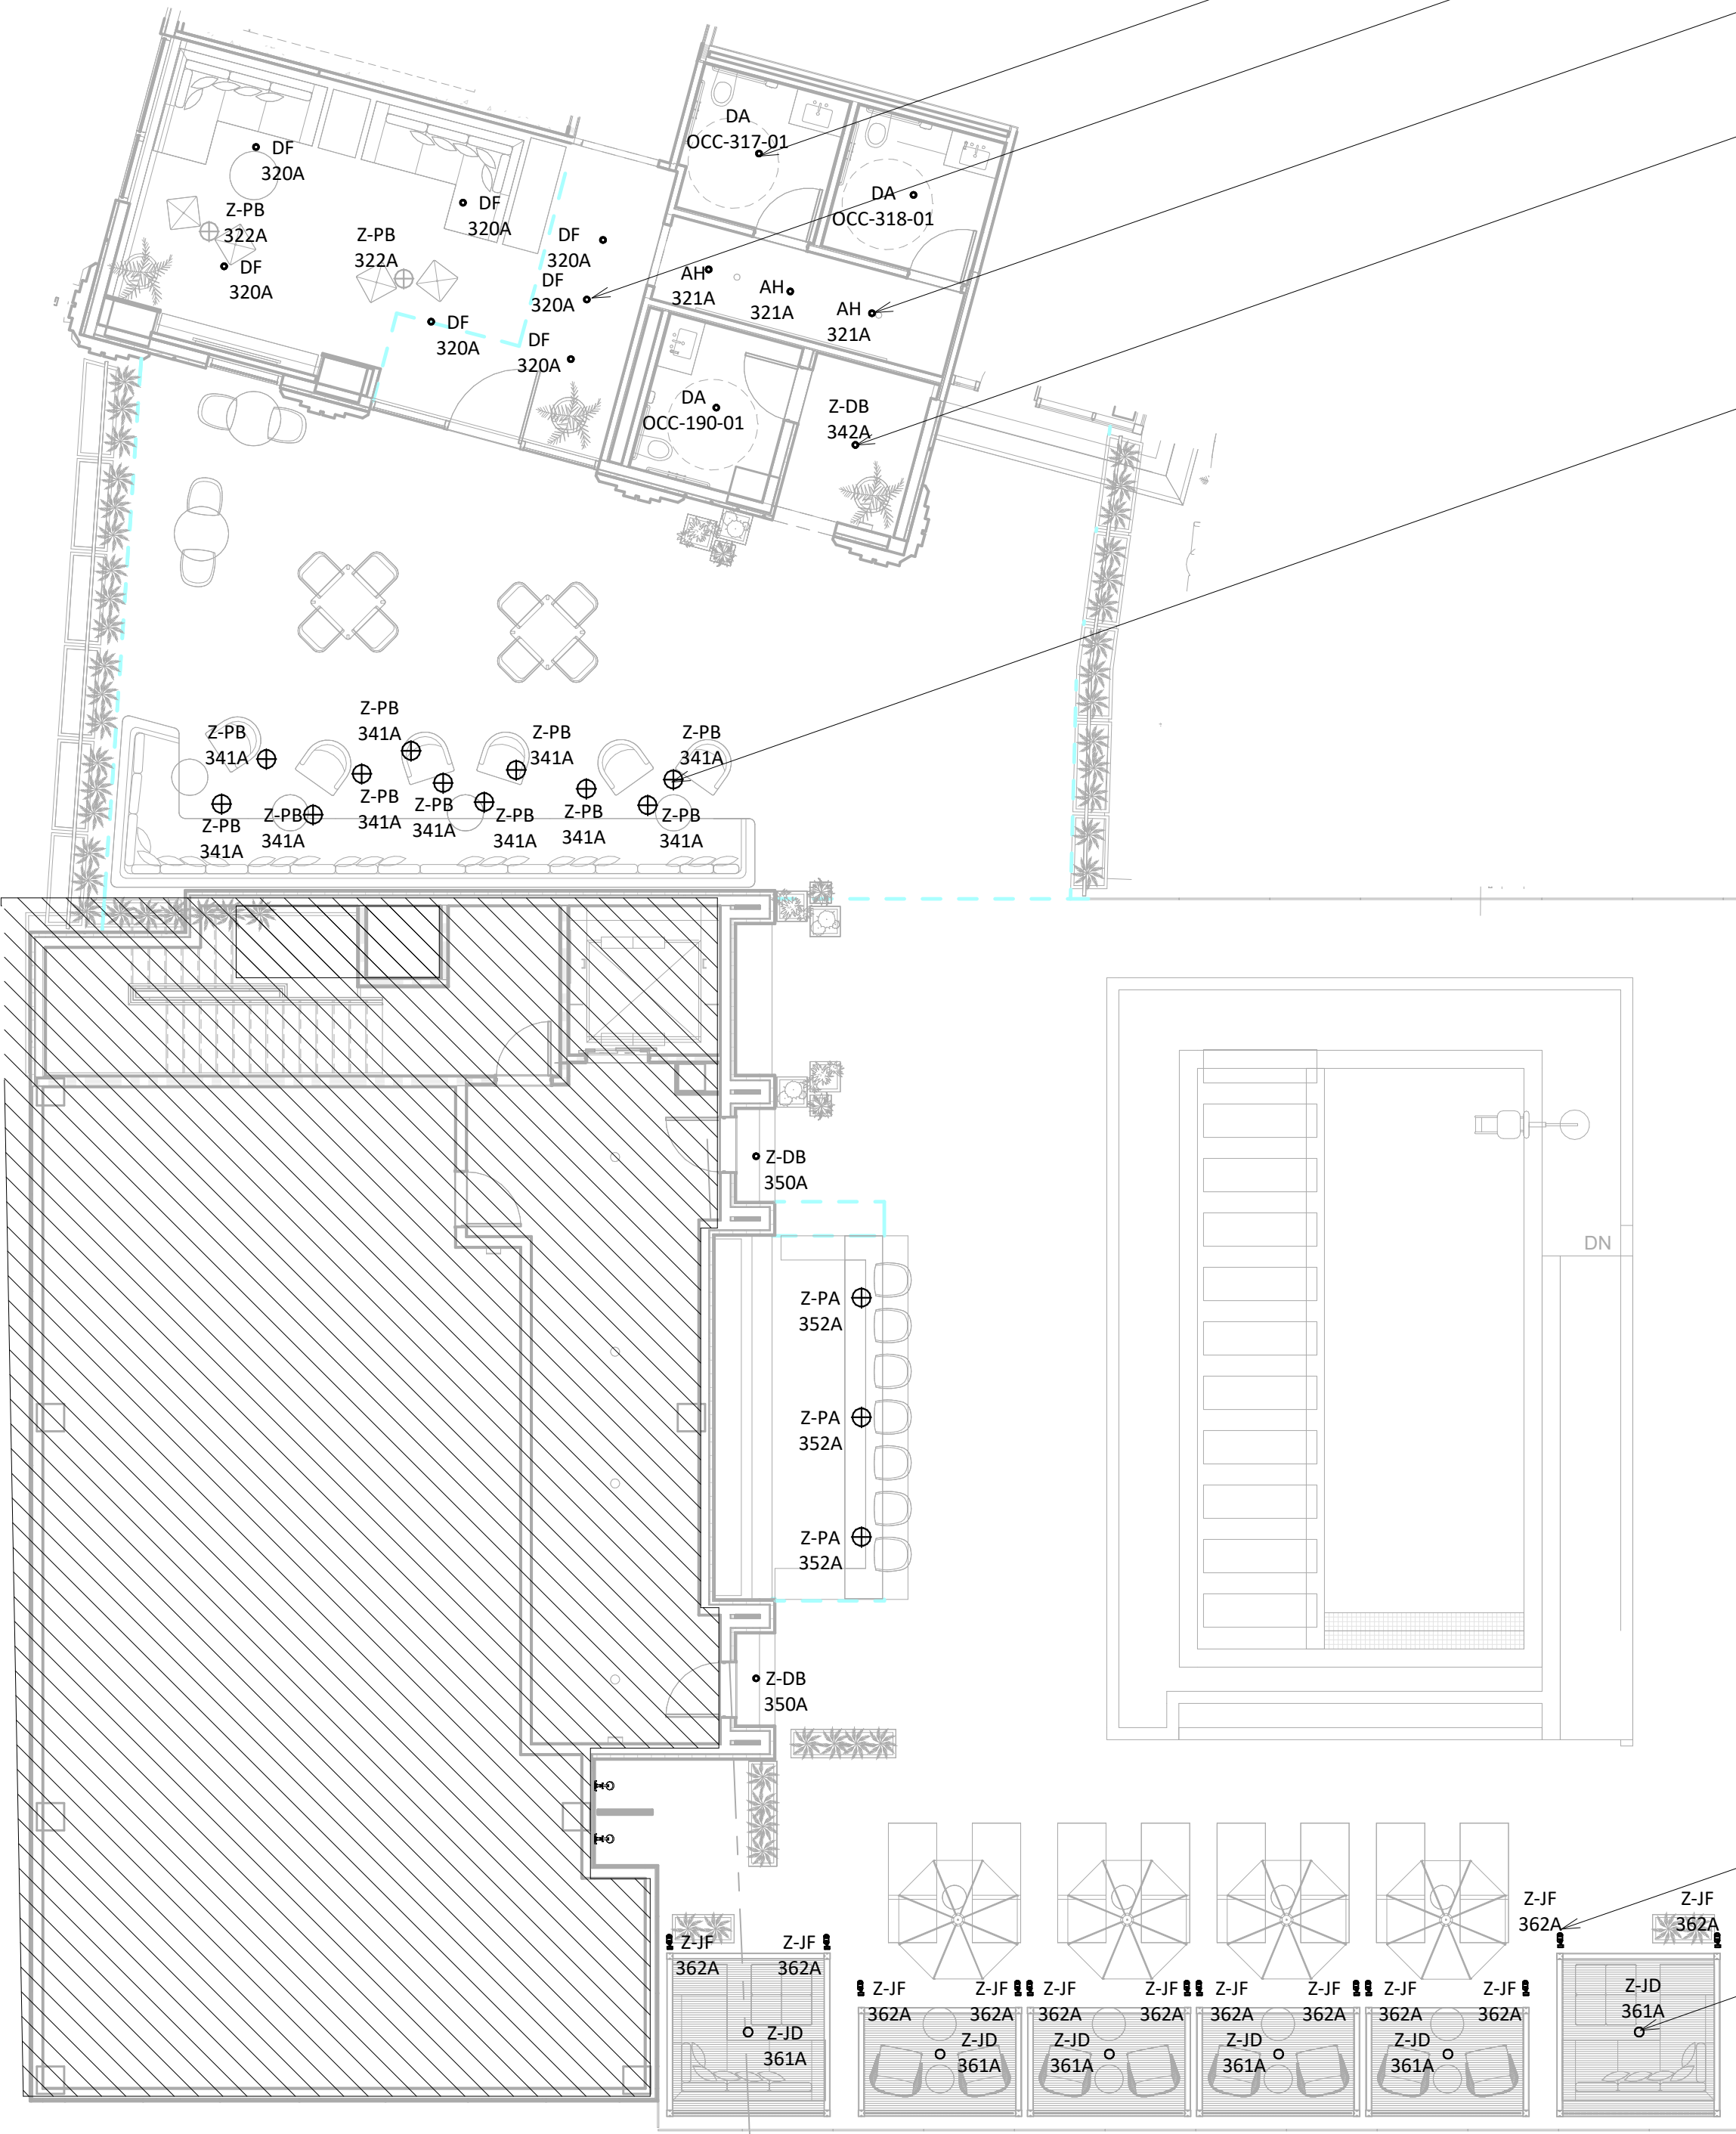 DA
OCC-317-01
DF
320A
DA
OCC-318-01
DF
320A
Z-PB
322A
Z-PB
322A
DF
320A
DF
320A
AH
321A
AH
321A
AH
321A
DF
320A
DF
320A
DF
320A
DA
OCC-190-01
Z-DB
342A
Z-PB
341A
Z-PB
341A
Z-PB
341A
Z-PB
341A
Z-PB
341A
Z-PB
341A
Z-PB
341A
Z-PB
341A
Z-PB
341A
Z-PB
341A
Z-PB
341A
Z-DB
350A
DN
Z-PA
352A
Z-PA
352A
Z-PA
352A
Z-DB
350A
Z-JF
362A
Z-JF
362A
Z-JF
362A
Z-JF
362A
Z-JF
362A
Z-JF
362A
Z-JF
362A
Z-JF
362A
Z-JF
362A
Z-JF
362A
Z-JF
362A
Z-JF
362A
Z-JD
361A
Z-JD
361A
Z-JD
361A
Z-JD
361A
Z-JD
361A
Z-JD
361A